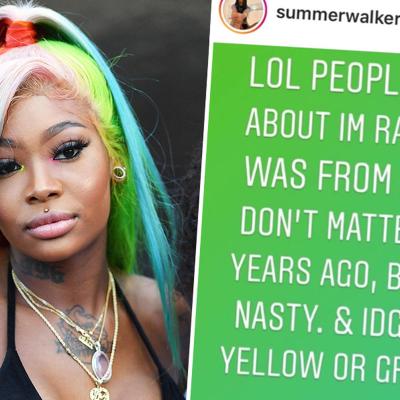 summerwalker
LOL PEOPL
ABOUT IM RA
WAS FROM
DON'T MATTE
YEARS AGO, B
NASTY. & IDG
YELLOW OR GR